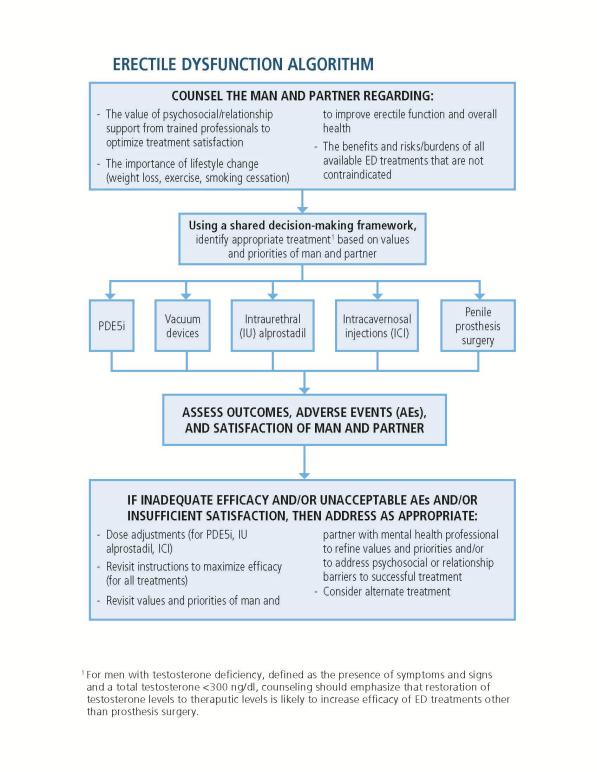 ERECTILE DYSFUNCTION ALGORITHM
COUNSEL THE MAN AND PARTNER REGARDING:
- The value of psychosocial/relationship
support from trained professionals to
optimize treatment satisfaction
- The importance of lifestyle change
(weight loss, exercise, smoking cessation)
to improve erectile function and overall
health
- The benefits and risks/burdens of all
available ED treatments that are not
contraindicated
Using a shared decision-making framework,
identify appropriate treatment¹ based on values
and priorities of man and partner
PDE5i
Vacuum
devices
Intraurethral
(IU) alprostadil
Intracavernosal
injections (ICI)
Penile
prosthesis
surgery
ASSESS OUTCOMES, ADVERSE EVENTS (AEs),
AND SATISFACTION OF MAN AND PARTNER
IF INADEQUATE EFFICACY AND/OR UNACCEPTABLE AEs AND/OR
INSUFFICIENT SATISFACTION, THEN ADDRESS AS APPROPRIATE:
- Dose adjustments (for PDE5i, IU
alprostadil, ICI)
- Revisit instructions to maximize efficacy
(for all treatments)
- Revisit values and priorities of man and
partner with mental health professional
to refine values and priorities and/or
to address psychosocial or relationship
barriers to successful treatment
- Consider alternate treatment
¹ For men with testosterone deficiency, defined as the presence of symptoms and signs
and a total testosterone <300 ng/dl, counseling should emphasize that restoration of
testosterone levels to theraputic levels is likely to increase efficacy of ED treatments other
than prosthesis surgery.